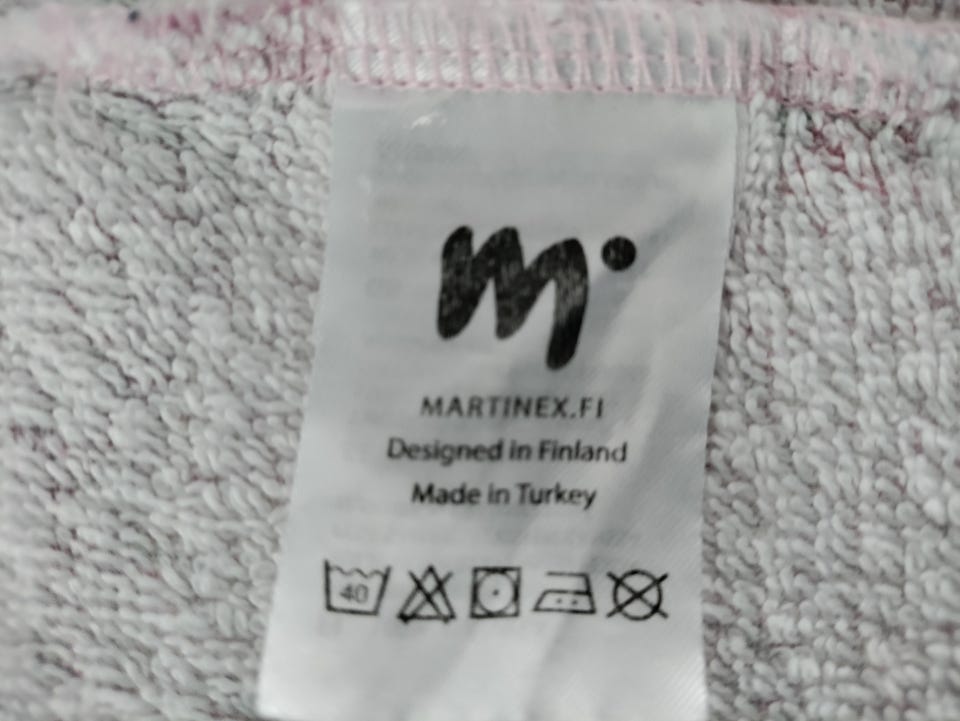 m
MARTINEX.FI
Designed in Finland
Made in Turkey
40